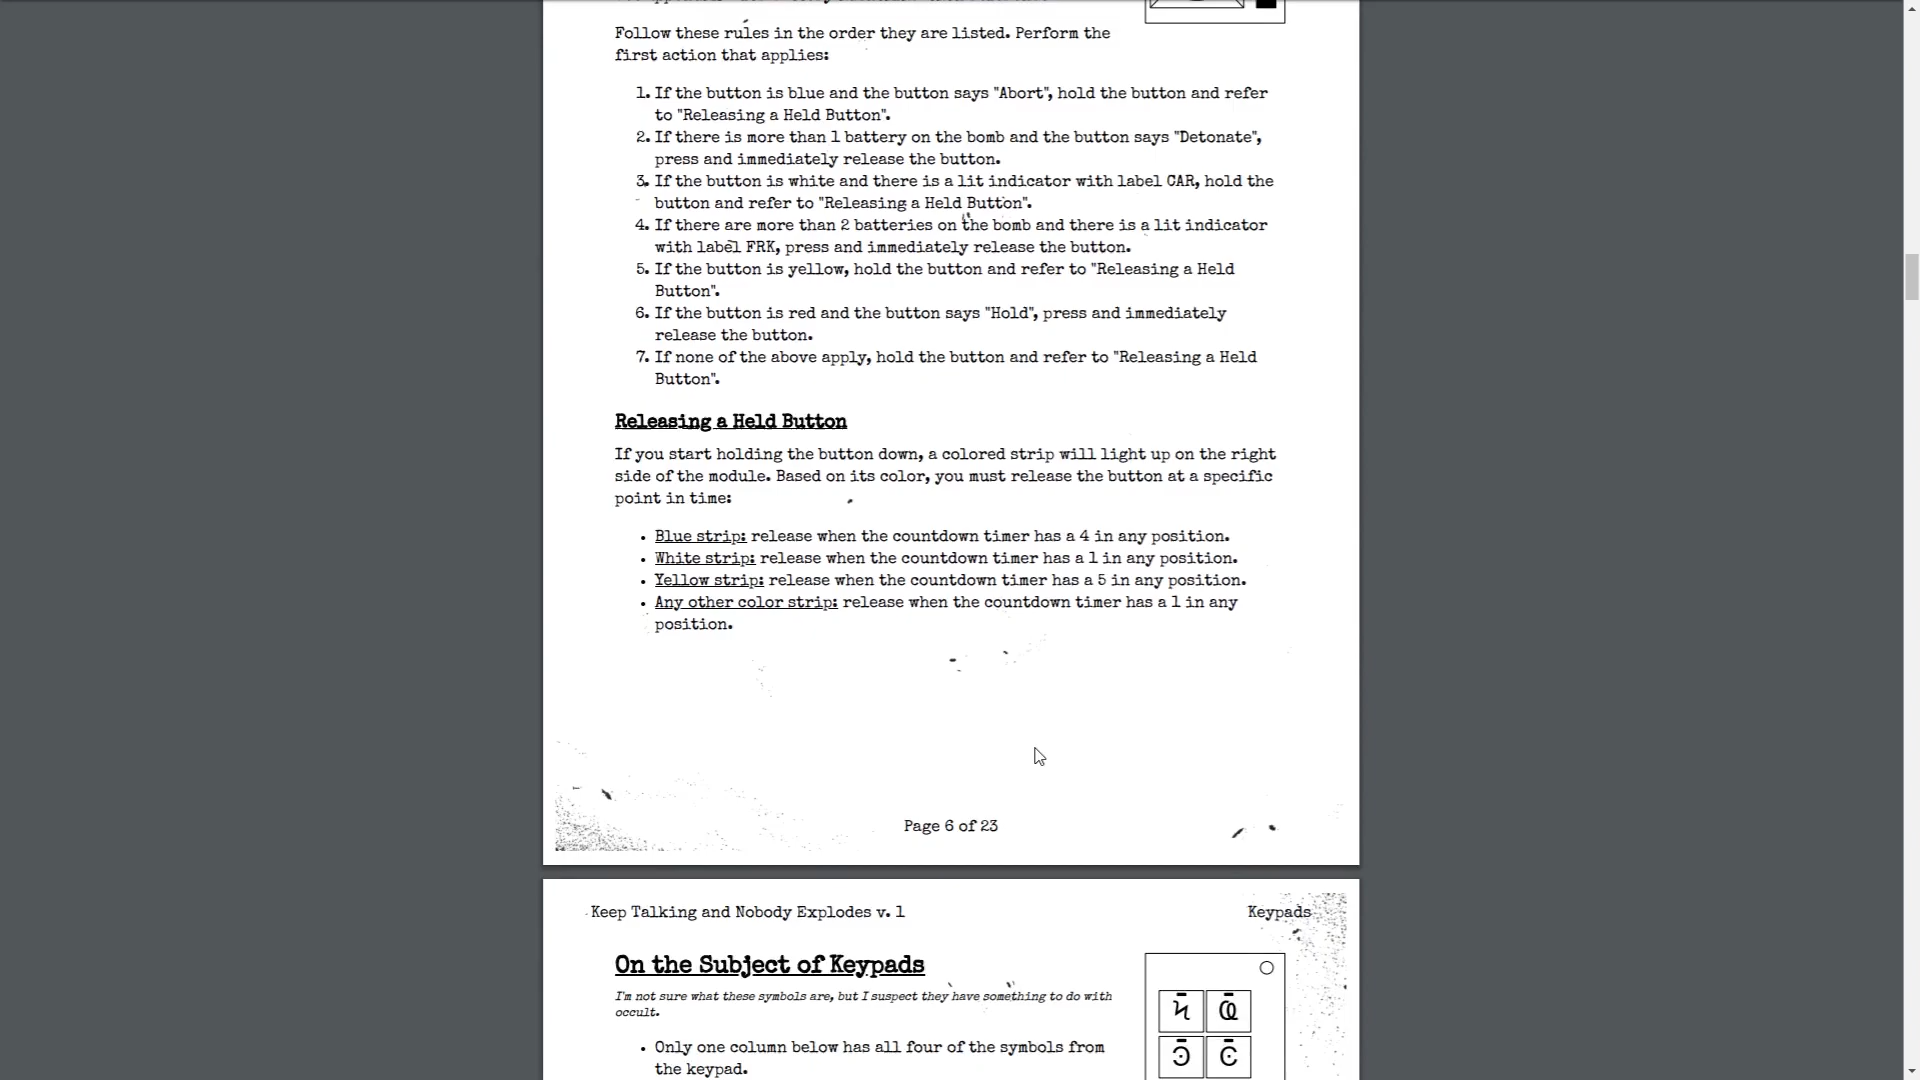 Follow these rules in the order they are listed. Perform the
first action that applies:
1. If the button is blue and the button says "Abort", hold the button and refer
to "Releasing a Held Button".
2. If there is more than 1 battery on the bomb and the button says "Detonate",
press and immediately release the button.
3. If the button is white and there is a lit indicator with label CAR, hold the
button and refer to "Releasing a Held Button".
4. If there are more than 2 batteries on the bomb and there is a lit indicator
with label FRK, press and immediately release the button.
5. If the button is yellow, hold the button and refer to "Releasing a Held
Button".
6. If the button is red and the button says "Hold", press and immediately
release the button.
7. If none of the above apply, hold the button and refer to "Releasing a Held
Button".
Releasing a Held Button
If you start holding the button down, a colored strip will light up on the right
side of the module. Based on its color, you must release the button at a specific
point in time:
• Blue strip: release when the countdown timer has a 4 in any position.
• White strip: release when the countdown timer has a 1 in any position.
• Yellow strip: release when the countdown timer has a 5 in any position.
• Any other color strip: release when the countdown timer has a 1 in any
position.
Page 6 of 23
Keep Talking and Nobody Explodes v. 1
Keypads
On the Subject of Keypads
I'm not sure what these symbols are, but I suspect they have something to do with
occult.
• Only one column below has all four of the symbols from
the keypad.